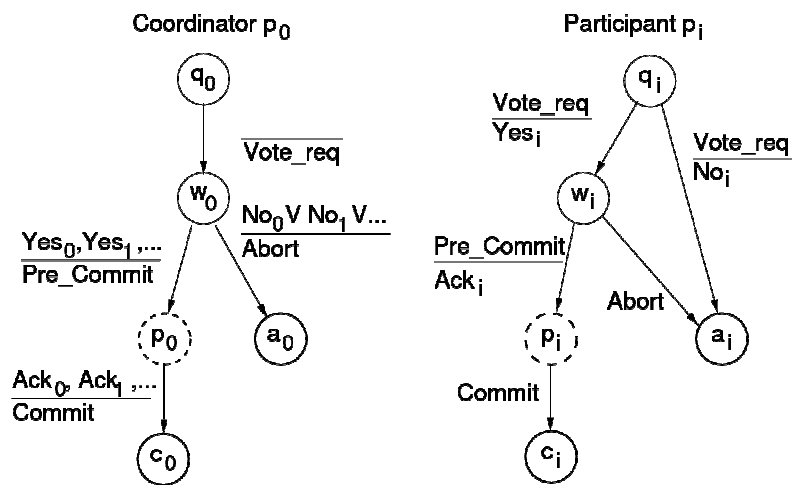 Coordinator p0
Participant pi
q0
qi
Vote_req
Vote_req
Yesi
Vote_req
Noi
w0
wi
Yes0,Yes1,...
Pre_Commit
No0V No1 V...
Abort
Pre_Commit
Acki
Abort
p0
a0
pi
ai
Ack0, Ack1,...
Commit
Commit
c0
ci